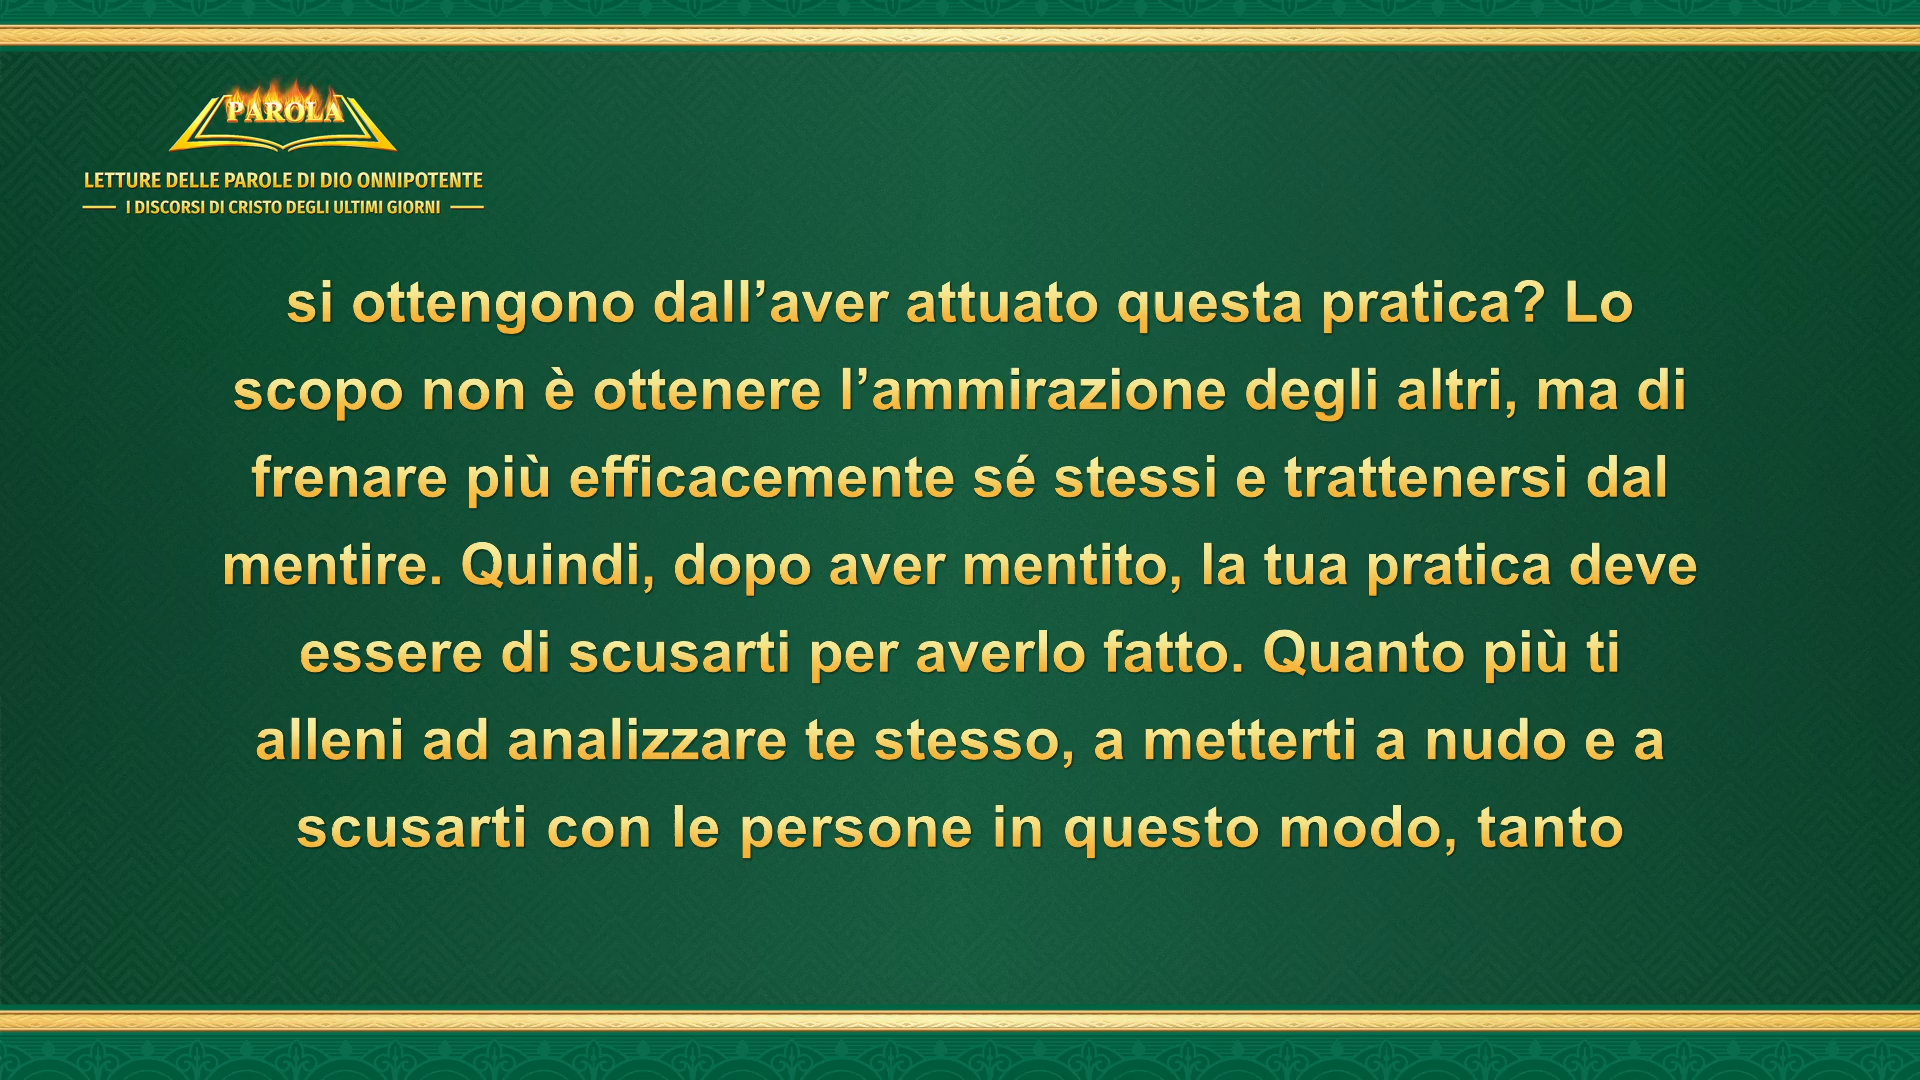 PAROLA
LETTURE DELLE PAROLE DI DIO ONNIPOTENTE
I DISCORSI DI CRISTO DEGLI ULTIMI GIORNI
si ottengono dall’aver attuato questa pratica? Lo
scopo non è ottenere l’ammirazione degli altri, ma di
frenare più efficacemente sé stessi e trattenersi dal
mentire. Quindi, dopo aver mentito, la tua pratica deve
essere di scusarti per averlo fatto. Quanto più ti
alleni ad analizzare te stesso, a metterti a nudo e a
scusarti con le persone in questo modo, tanto